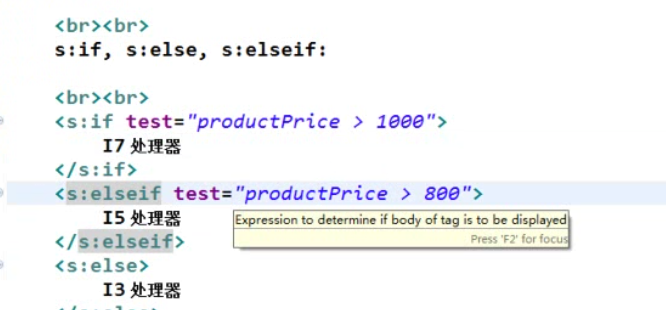 <br><br>
s:if, s:else, s:elseif:
<br><br>
<s:if test="productPrice > 1000">
I7 处理器
</s:if>
<s:elseif test="productPrice > 800">
I5 处理器
Expression to determine if body of tag is to be displayed
Press 'F2' for focus
</s:elseif>
<s:else>
I3 处理器
</s:else>